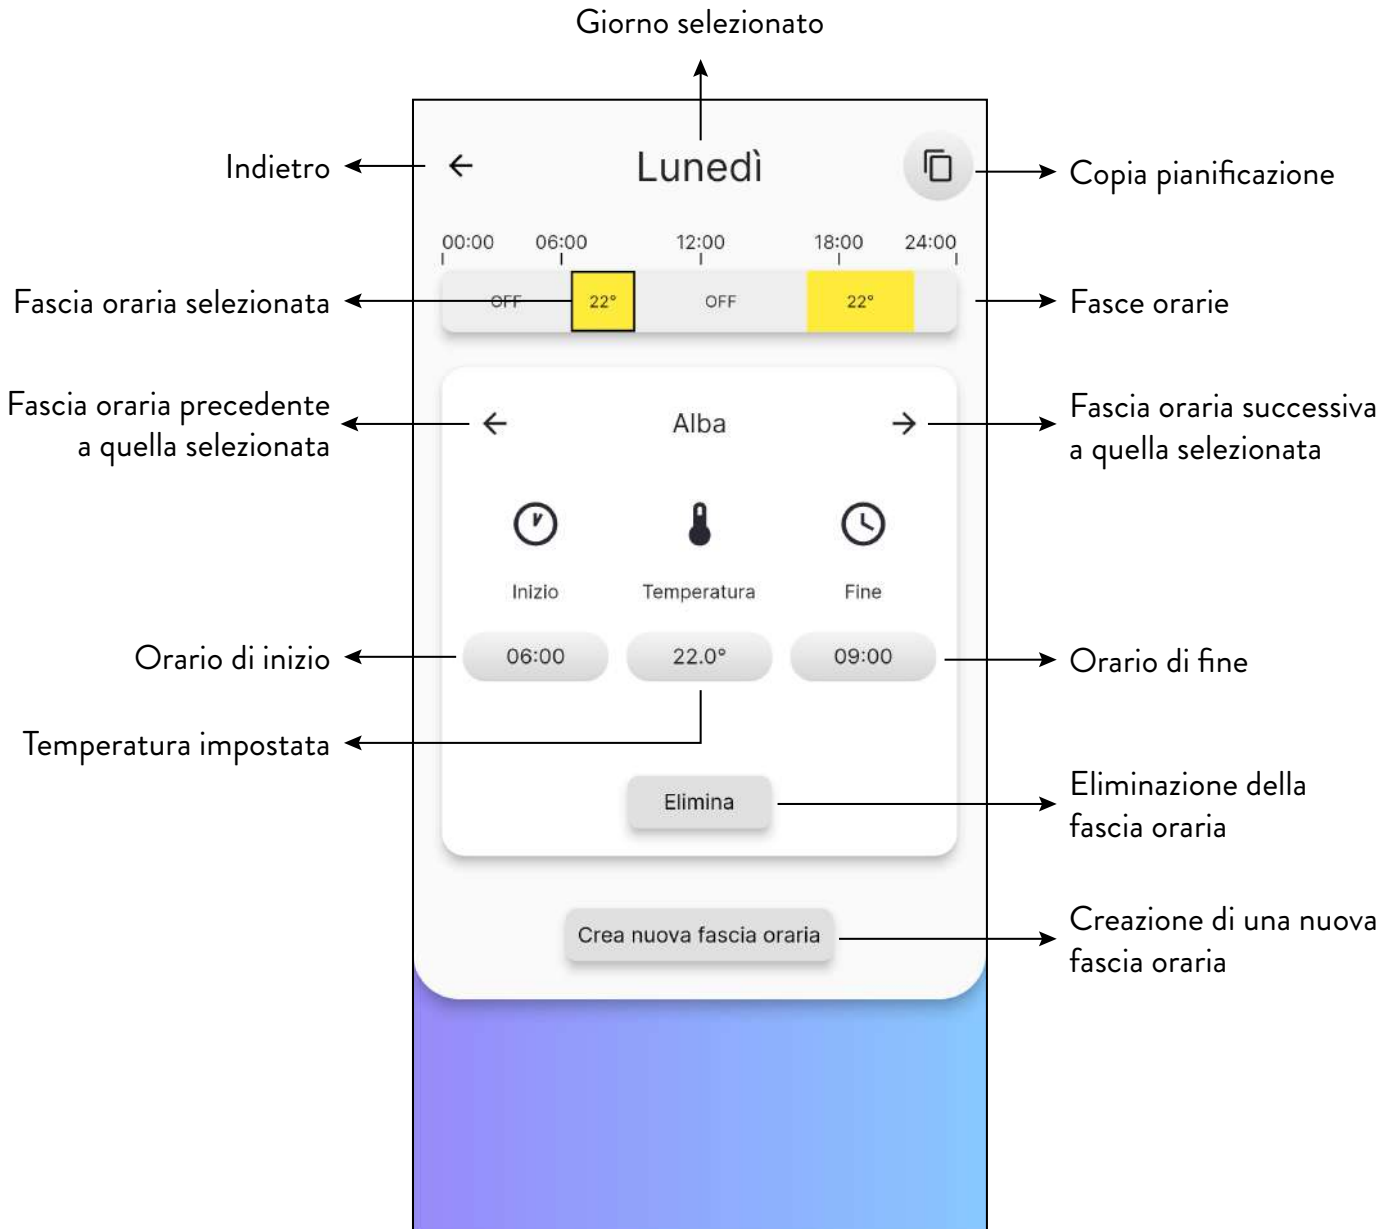 Giorno selezionato
Indietro
Lunedì
Copia pianificazione
00:00 06:00 12:00 18:00 24:00
Fascia oraria selezionata
OFF 22° OFF 22°
Fasce orarie
Fascia oraria precedente
a quella selezionata
Alba
Fascia oraria successiva
a quella selezionata
Inizio Temperatura Fine
Orario di inizio
06:00 22.0° 09:00
Orario di fine
Temperatura impostata
Elimina
Eliminazione della
fascia oraria
Crea nuova fascia oraria
Creazione di una nuova
fascia oraria